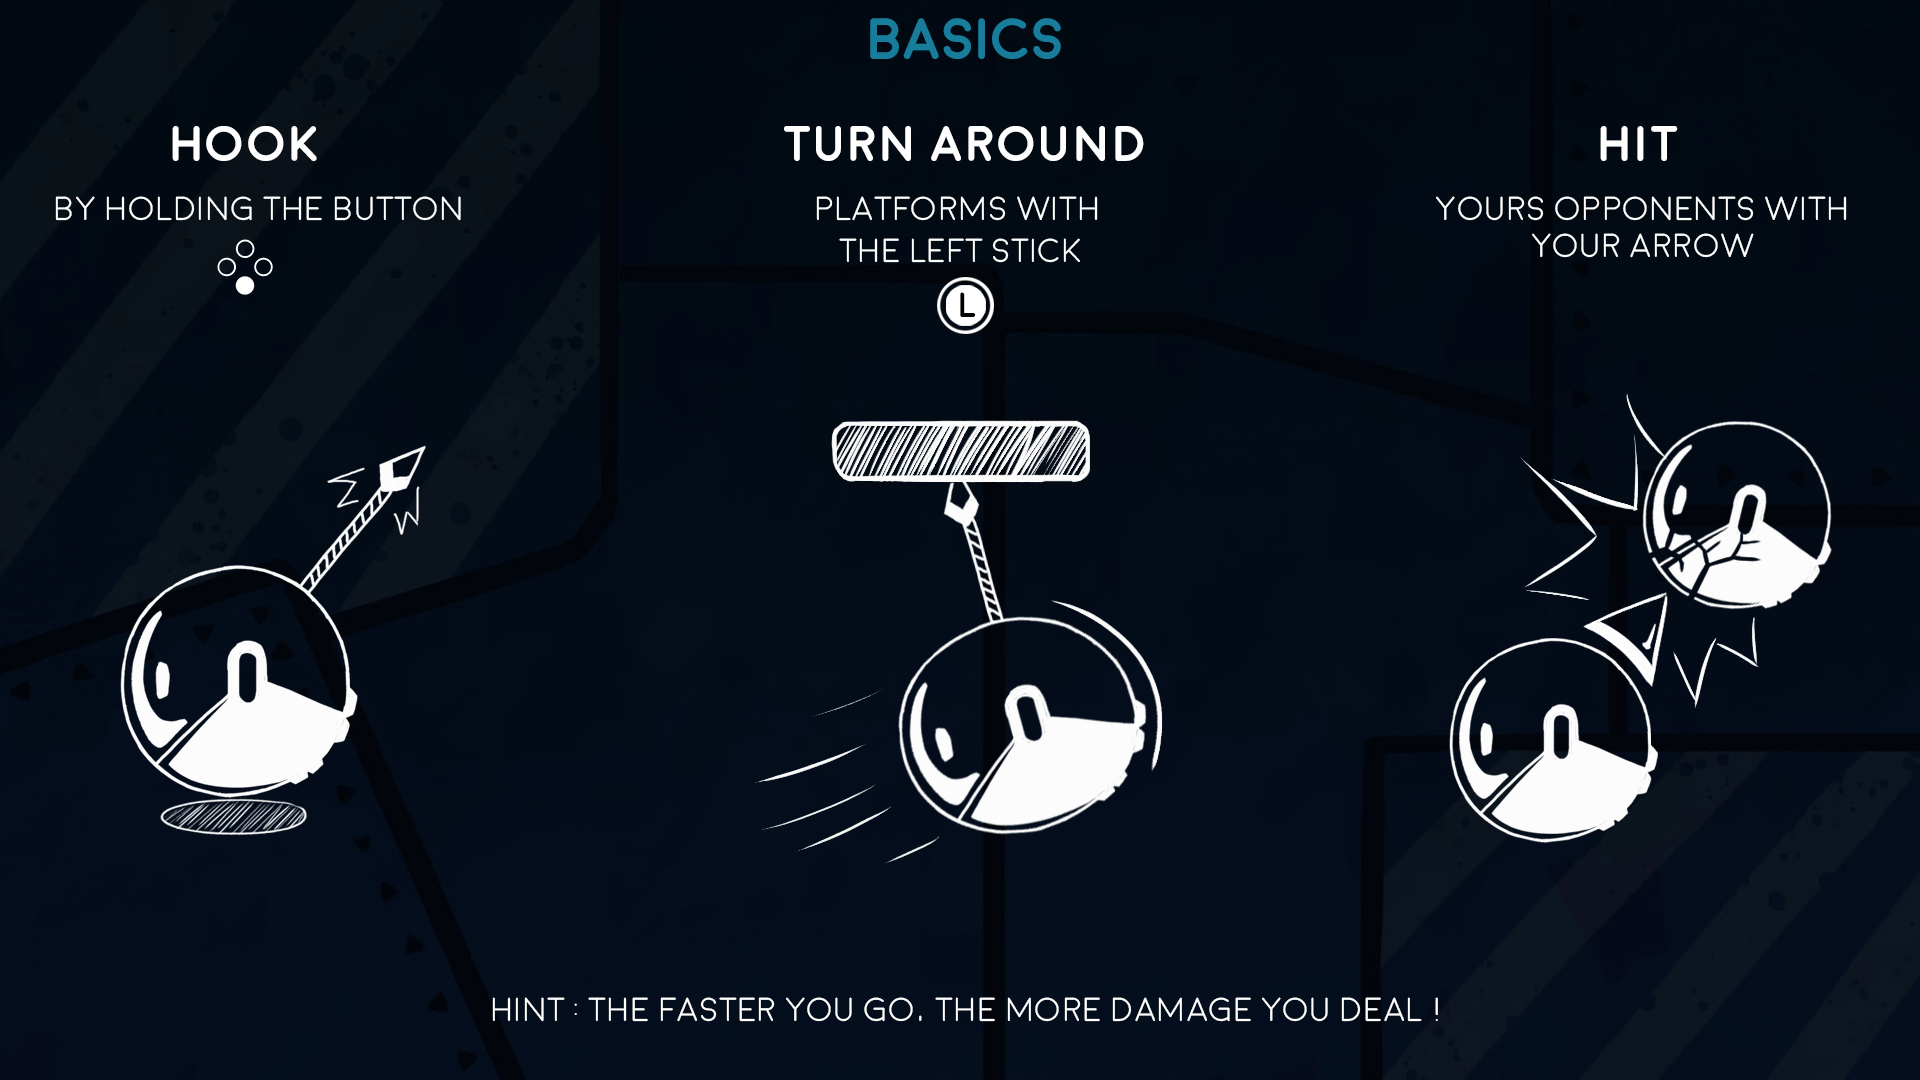 BASICS
HOOK
BY HOLDING THE BUTTON
TURN AROUND
PLATFORMS WITH
THE LEFT STICK
L
HIT
YOURS OPPONENTS WITH
YOUR ARROW
HINT : THE FASTER YOU GO, THE MORE DAMAGE YOU DEAL !